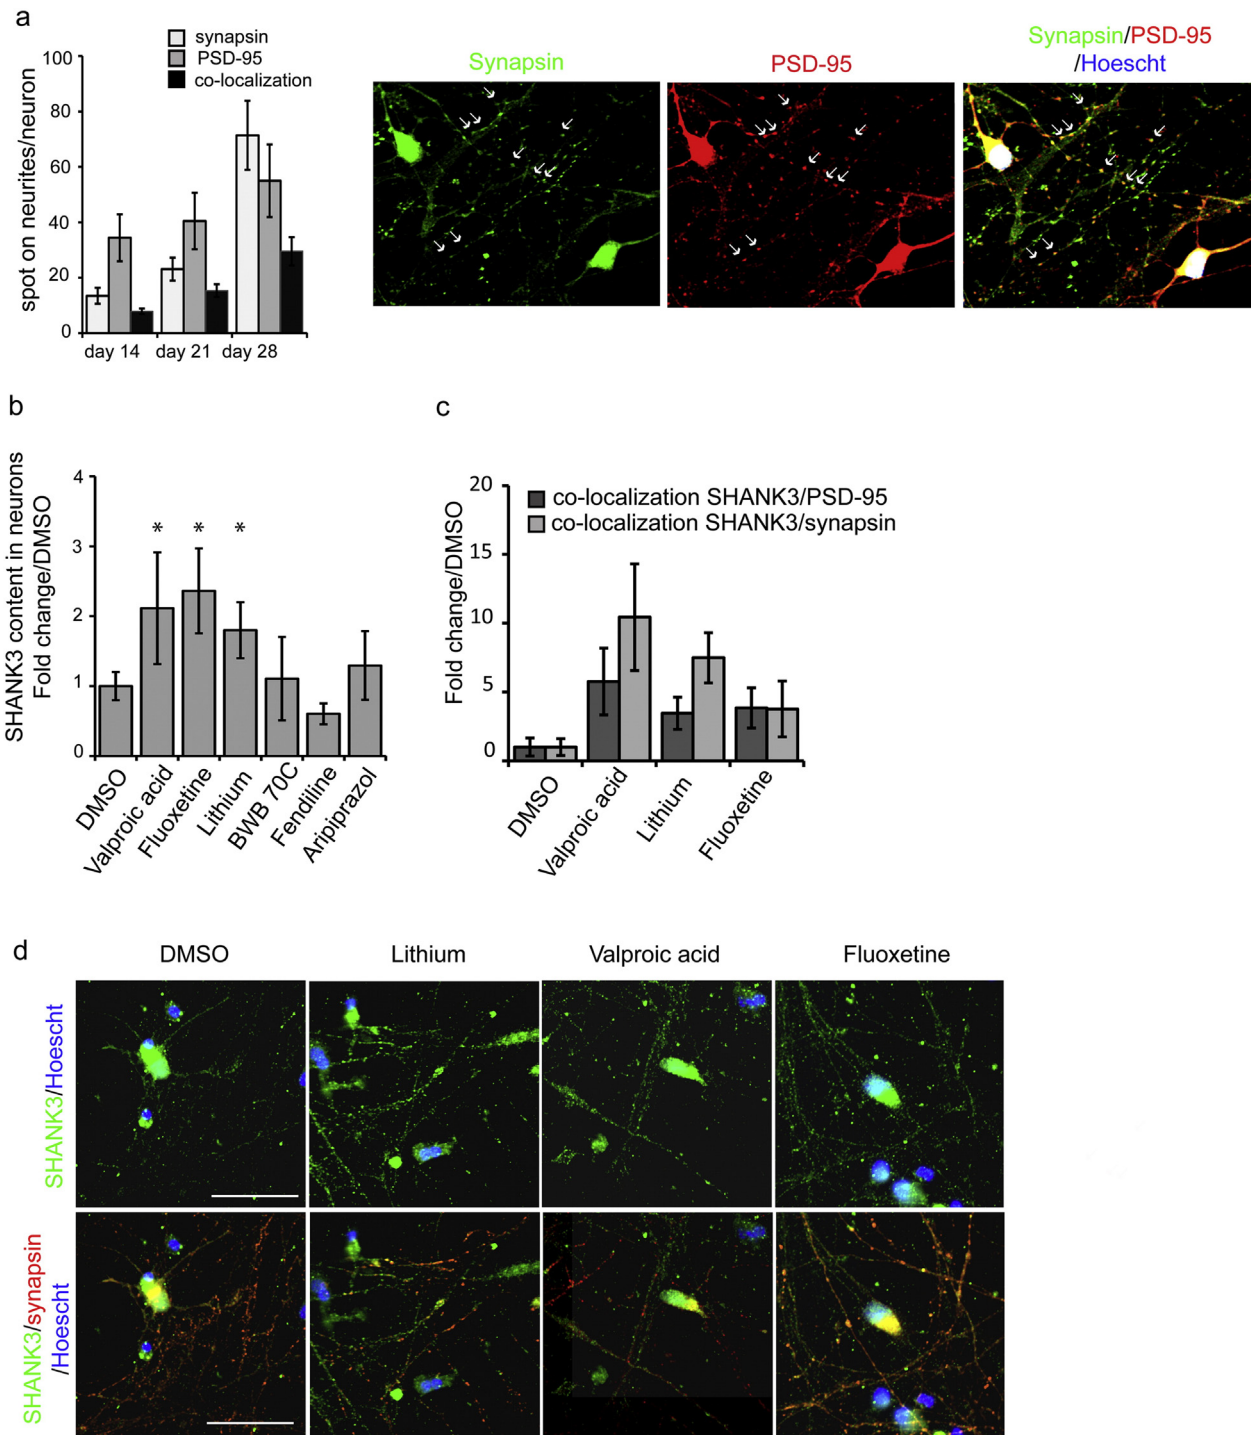 a
synapsin
PSD-95
co-localization
spot on neurites/neuron
100
80
60
40
20
0
day 14 day 21 day 28
Synapsin
PSD-95
Synapsin/PSD-95
/Hoescht
b
SHANK3 content in neurons
Fold change/DMSO
4
3
2
1
0
* * *
DMSO
Valproic acid
Fluoxetine
Lithium
BWB 70C
Fendiline
Aripiprazol
c
Fold change/DMSO
20
15
10
5
0
co-localization SHANK3/PSD-95
co-localization SHANK3/synapsin
DMSO
Valproic acid
Lithium
Fluoxetine
d
DMSO
Lithium
Valproic acid
Fluoxetine
SHANK3/Hoescht
SHANK3/synapsin
/Hoescht